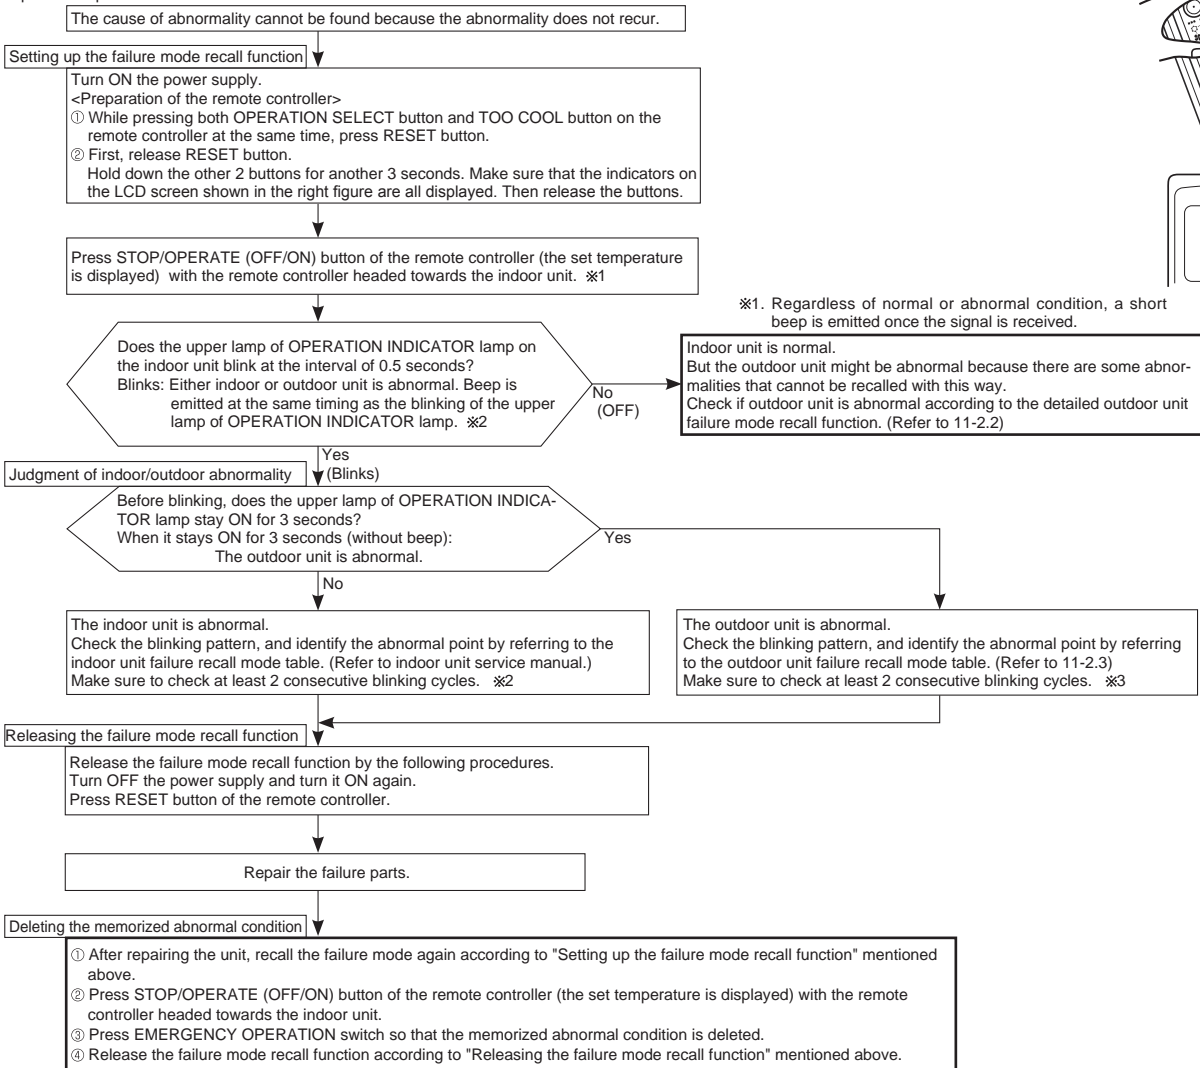 The cause of abnormality cannot be found because the abnormality does not recur.
Setting up the failure mode recall function
Turn ON the power supply.
<Preparation of the remote controller>
① While pressing both OPERATION SELECT button and TOO COOL button on the
remote controller at the same time, press RESET button.
② First, release RESET button.
Hold down the other 2 buttons for another 3 seconds. Make sure that the indicators on
the LCD screen shown in the right figure are all displayed. Then release the buttons.
Press STOP/OPERATE (OFF/ON) button of the remote controller (the set temperature
is displayed) with the remote controller headed towards the indoor unit. ※1
※1. Regardless of normal or abnormal condition, a short
beep is emitted once the signal is received.
Does the upper lamp of OPERATION INDICATOR lamp on
the indoor unit blink at the interval of 0.5 seconds?
Blinks: Either indoor or outdoor unit is abnormal. Beep is
emitted at the same timing as the blinking of the upper
lamp of OPERATION INDICATOR lamp. ※2
No
(OFF)
Indoor unit is normal.
But the outdoor unit might be abnormal because there are some abnor-
malities that cannot be recalled with this way.
Check if outdoor unit is abnormal according to the detailed outdoor unit
failure mode recall function. (Refer to 11-2.2)
Yes
(Blinks)
Judgment of indoor/outdoor abnormality
Before blinking, does the upper lamp of OPERATION INDICA-
TOR lamp stay ON for 3 seconds?
When it stays ON for 3 seconds (without beep):
The outdoor unit is abnormal.
Yes
No
The indoor unit is abnormal.
Check the blinking pattern, and identify the abnormal point by referring to the
indoor unit failure recall mode table. (Refer to indoor unit service manual.)
Make sure to check at least 2 consecutive blinking cycles. ※2
The outdoor unit is abnormal.
Check the blinking pattern, and identify the abnormal point by referring
to the outdoor unit failure recall mode table. (Refer to 11-2.3)
Make sure to check at least 2 consecutive blinking cycles. ※3
Releasing the failure mode recall function
Release the failure mode recall function by the following procedures.
Turn OFF the power supply and turn it ON again.
Press RESET button of the remote controller.
Repair the failure parts.
Deleting the memorized abnormal condition
① After repairing the unit, recall the failure mode again according to "Setting up the failure mode recall function" mentioned
above.
② Press STOP/OPERATE (OFF/ON) button of the remote controller (the set temperature is displayed) with the remote
controller headed towards the indoor unit.
③ Press EMERGENCY OPERATION switch so that the memorized abnormal condition is deleted.
④ Release the failure mode recall function according to "Releasing the failure mode recall function" mentioned above.